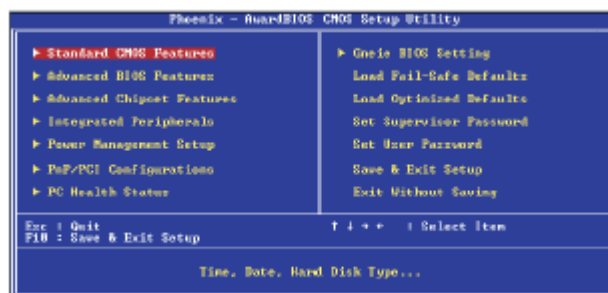 Phoenix - AwardBIOS CMOS Setup Utility
▶ Standard CMOS Features
▶ Advanced BIOS Features
▶ Advanced Chipset Features
▶ Integrated Peripherals
▶ Power Management Setup
▶ PnP/PCI Configurations
▶ PC Health Status
▶ BIOS Setting
Load Fail-Safe Defaults
Load Optimized Defaults
Set Supervisor Password
Set User Password
Save & Exit Setup
Exit Without Saving
Esc : Quit
F10 : Save & Exit Setup
↑ ↓ → ← : Select Item
Time, Date, Hard Disk Type...